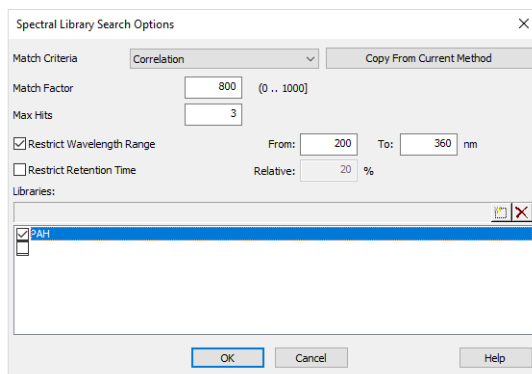 Spectral Library Search Options
Match Criteria Correlation Copy From Current Method
Match Factor 800 (0 .. 1000]
Max Hits 3
Restrict Wavelength Range From: 200 To: 360 nm
Restrict Retention Time Relative: 20 %
Libraries:
PAH
OK Cancel Help